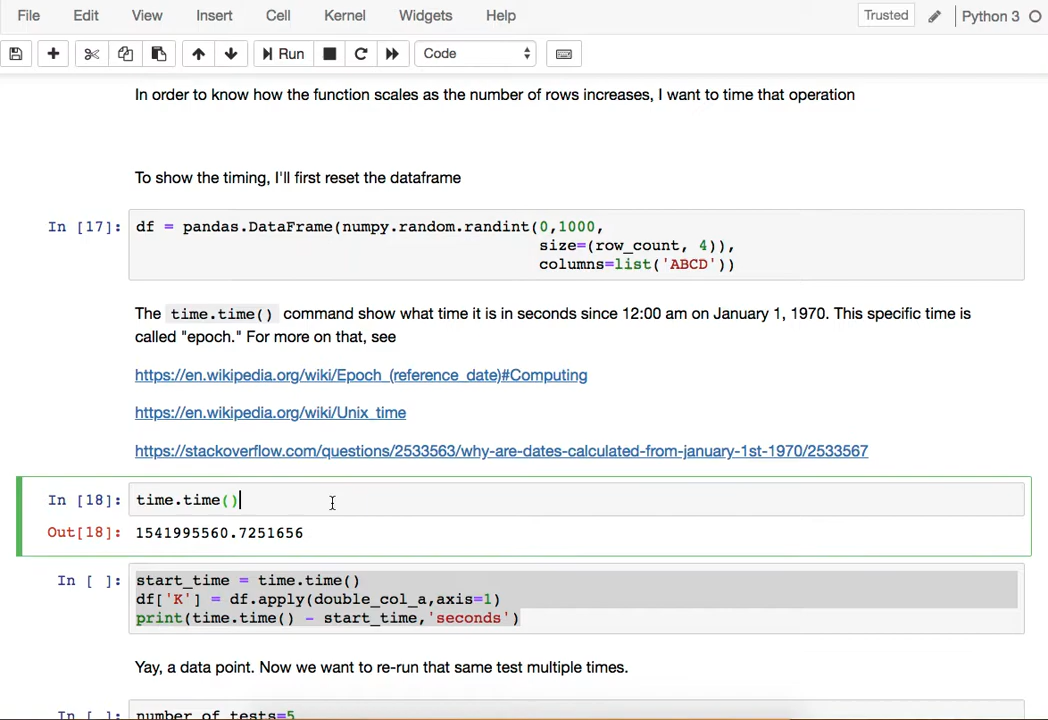 File Edit View Insert Cell Kernel Widgets Help Trusted Python 3
Run Code
In order to know how the function scales as the number of rows increases, I want to time that operation
To show the timing, I'll first reset the dataframe
In [17]: df = pandas.DataFrame(numpy.random.randint(0,1000,
size=(row_count, 4)),
columns=list('ABCD'))
The time.time() command show what time it is in seconds since 12:00 am on January 1, 1970. This specific time is
called "epoch." For more on that, see
https://en.wikipedia.org/wiki/Epoch_(reference_date)#Computing
https://en.wikipedia.org/wiki/Unix_time
https://stackoverflow.com/questions/2533563/why-are-dates-calculated-from-january-1st-1970/2533567
In [18]: time.time()
Out[18]: 1541995560.7251656
In [ ]: start_time = time.time()
df['K'] = df.apply(double_col_a,axis=1)
print(time.time() - start_time,'seconds')
Yay, a data point. Now we want to re-run that same test multiple times.
In [ ]: number_of_tests=5